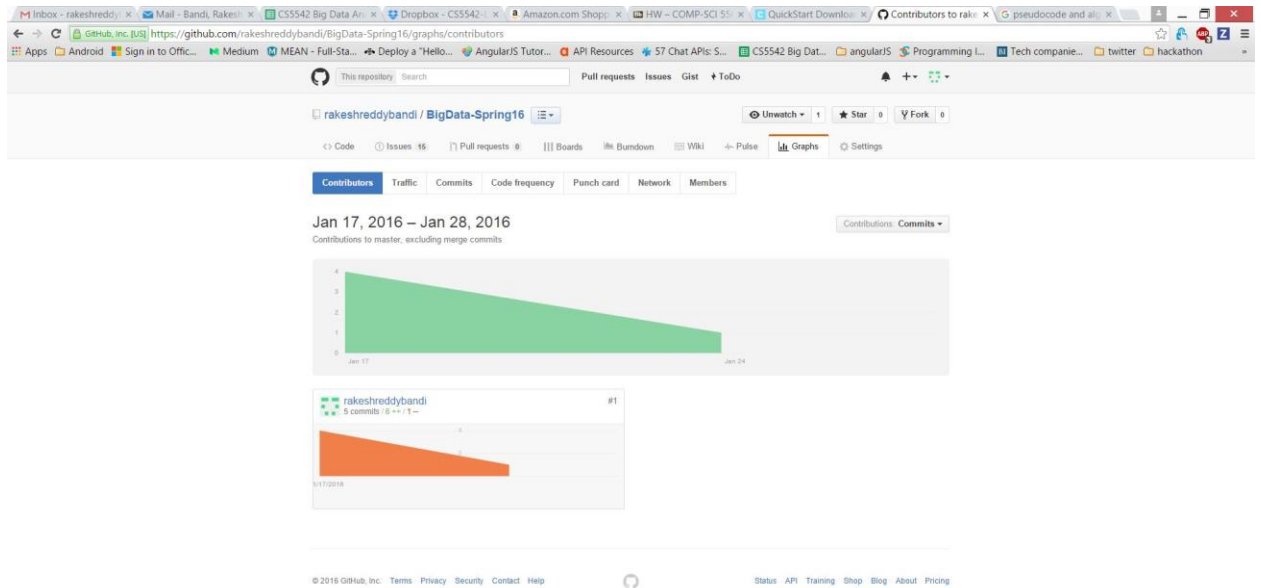 Inbox - rakeshreddy Mail - Bandi, Rakesh CS5542 Big Data An Dropbox - CS5542- Amazon.com Shopp HW – COMP-SCI 55 QuickStart Downloa Contributors to rake pseudocode and alg
GitHub, Inc. [US] https://github.com/rakeshreddybandi/BigData-Spring16/graphs/contributors
Apps Android Sign in to Offic... Medium MEAN - Full-Sta... Deploy a "Hello... AngularJS Tutor... API Resources 57 Chat APIs: S... CS5542 Big Dat... angularJS Programming l... Tech companie... twitter hackathon
This repository Search Pull requests Issues Gist ToDo
rakeshreddybandi / BigData-Spring16 Unwatch 1 Star 0 Fork 0
Code Issues 15 Pull requests 0 Boards Burndown Wiki Pulse Graphs Settings
Contributors Traffic Commits Code frequency Punch card Network Members
Jan 17, 2016 – Jan 28, 2016 Contributions: Commits
Contributions to master, excluding merge commits
4
3
2
1
0
Jan 17 Jan 24
rakeshreddybandi #1
5 commits / 6 ++ / 1 --
4
1/17/2016
© 2016 GitHub, Inc. Terms Privacy Security Contact Help Status API Training Shop Blog About Pricing